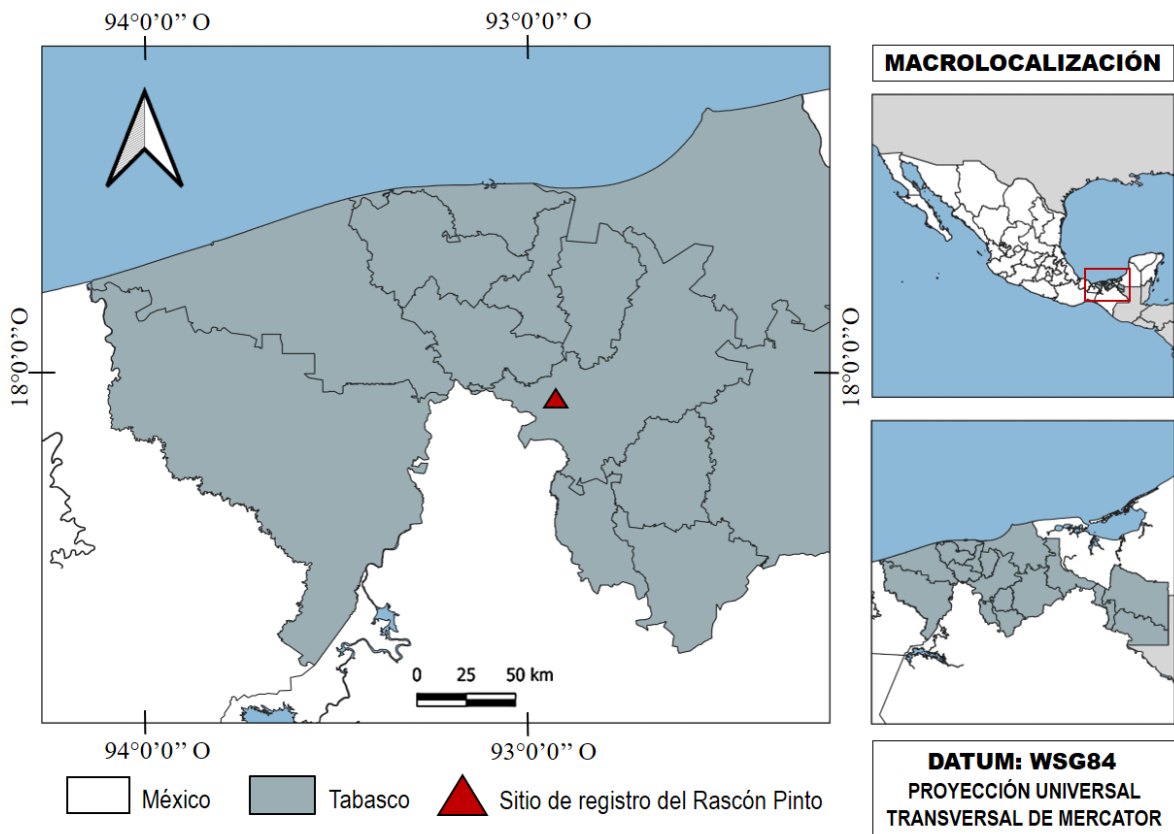 94°0’0’’ O
93°0’0’’ O
18°0’0’’ O
18°0’0’’ O
0 25 50 km
94°0’0’’ O
93°0’0’’ O
México
Tabasco
Sitio de registro del Rascón Pinto
MACROLOCALIZACIÓN
DATUM: WSG84
PROYECCIÓN UNIVERSAL
TRANSVERSAL DE MERCATOR